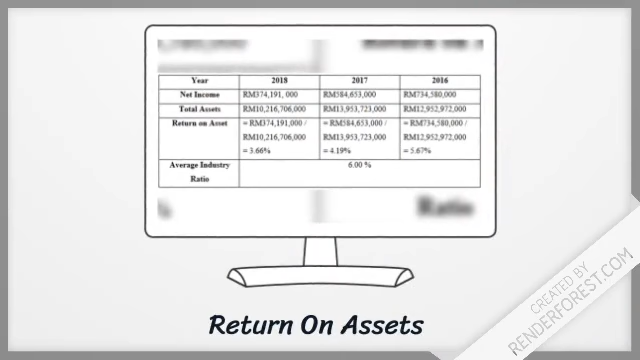 Year 2018 2017 2016
Net Income RM374,191, 000 RM584,653,000 RM734,580,000
Total Assets RM10,216,706,000 RM13,953,723,000 RM12,952,972,000
Return on Asset = RM374,191,000 / = RM584,653,000 / = RM734,580,000 /
RM10,216,706,000 RM13,953,723,000 RM12,952,972,000
= 3.66% = 4.19% = 5.67%
Average Industry 6.00 %
Ratio
Ratio
Return On Assets
CREATED BY
RENDERFOREST.COM